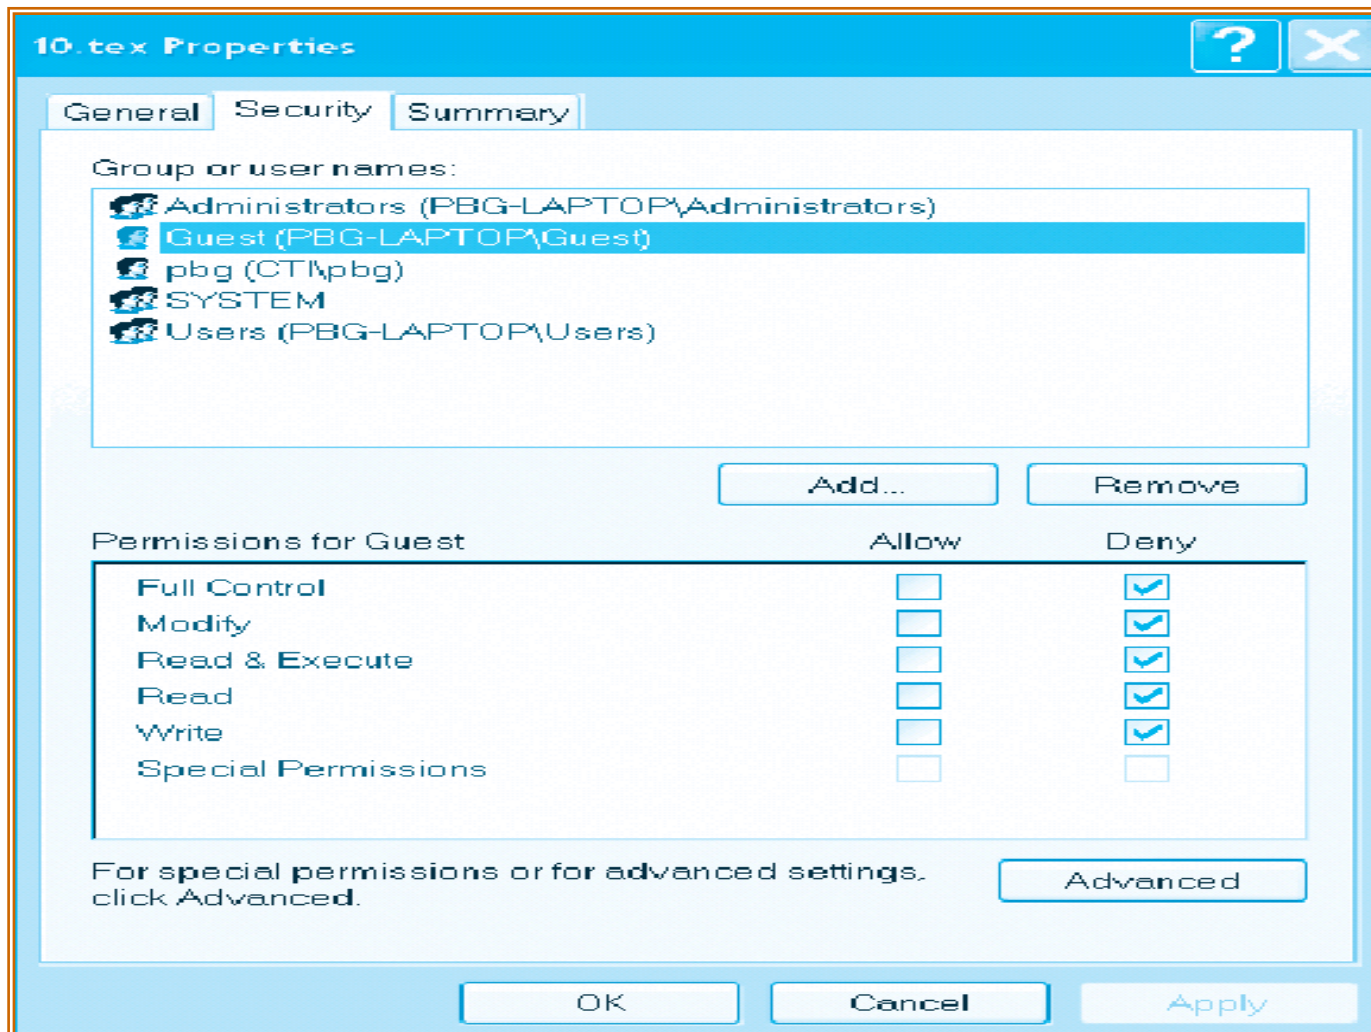 10.tex Properties
?
General Security Summary
Group or user names:
Administrators (PBG-LAPTOP\Administrators)
Guest (PBG-LAPTOP\Guest)
pbg (CTI\pbg)
SYSTEM
Users (PBG-LAPTOP\Users)
Add... Remove
Permissions for Guest Allow Deny
Full Control
Modify
Read & Execute
Read
Write
Special Permissions
For special permissions or for advanced settings,
click Advanced.
Advanced
OK Cancel Apply